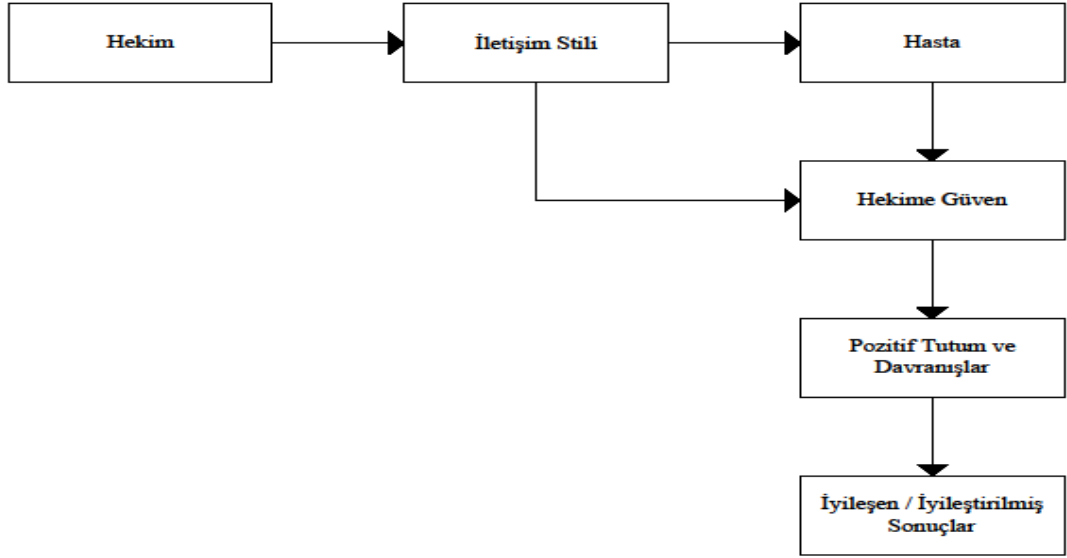 Hekim
İletişim Stili
Hasta
Hekime Güven
Pozitif Tutum ve
Davranışlar
İyileşen / İyileştirilmiş
Sonuçlar